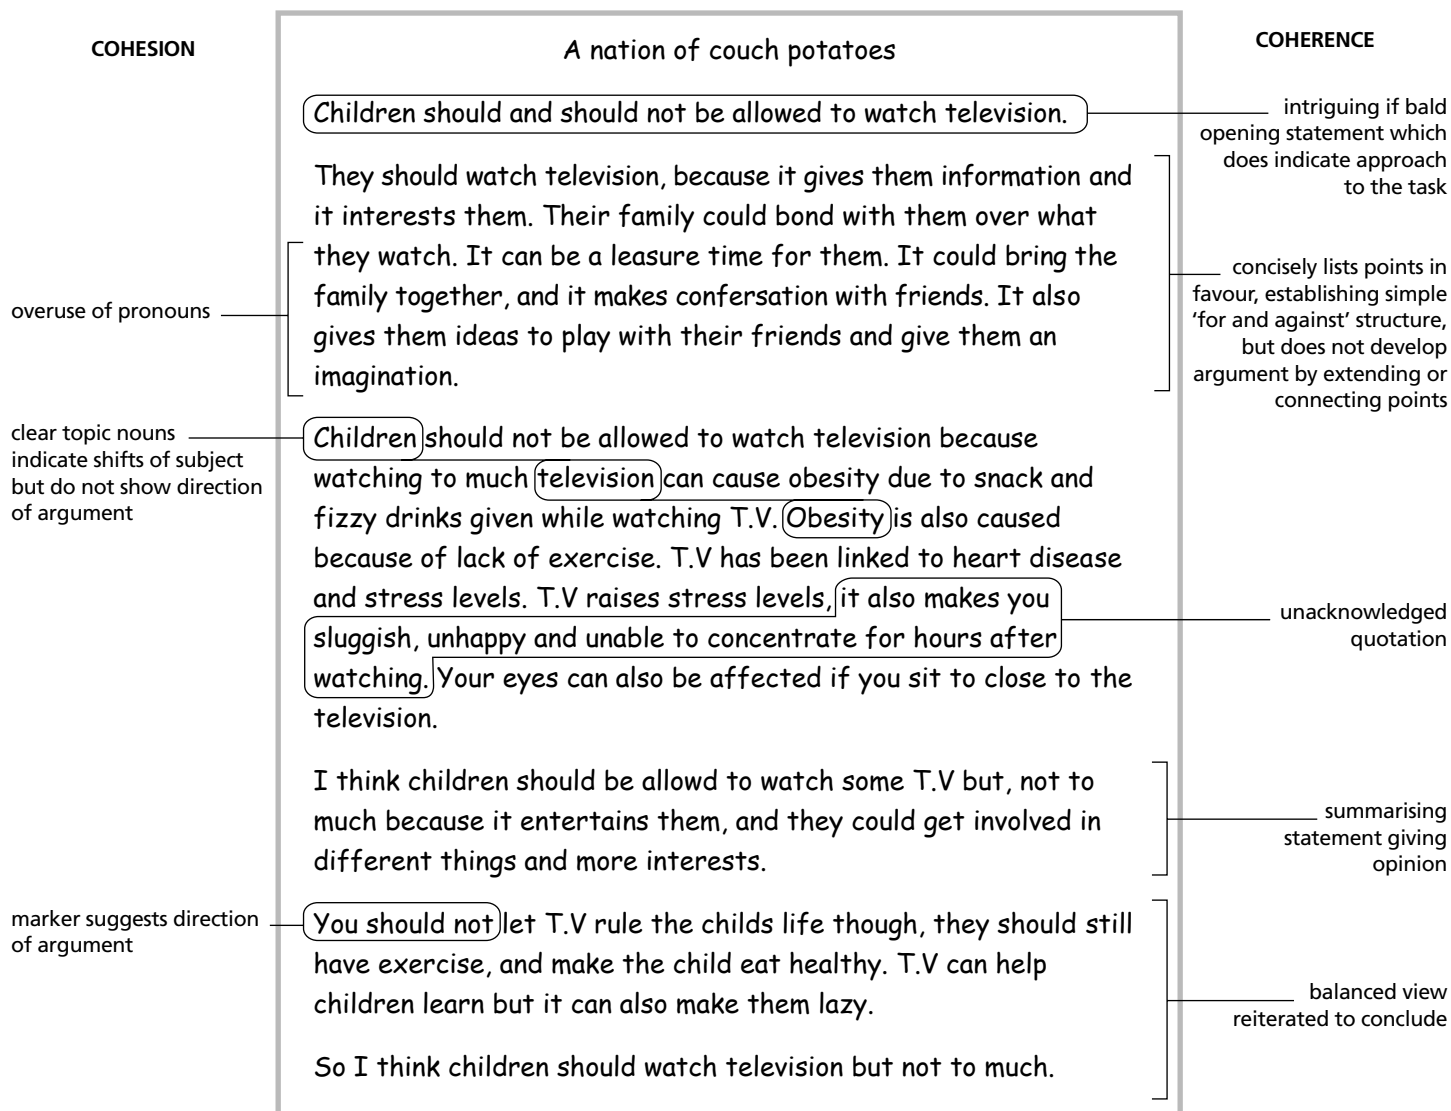 COHESION
A nation of couch potatoes
COHERENCE
Children should and should not be allowed to watch television.
intriguing if bald
opening statement which
does indicate approach
to the task
They should watch television, because it gives them information and
it interests them. Their family could bond with them over what
they watch. It can be a leasure time for them. It could bring the
family together, and it makes confersation with friends. It also
gives them ideas to play with their friends and give them an
imagination.
overuse of pronouns
concisely lists points in
favour, establishing simple
‘for and against’ structure,
but does not develop
argument by extending or
connecting points
clear topic nouns
indicate shifts of subject
but do not show direction
of argument
Children should not be allowed to watch television because
watching to much television can cause obesity due to snack and
fizzy drinks given while watching T.V. Obesity is also caused
because of lack of exercise. T.V has been linked to heart disease
and stress levels. T.V raises stress levels, it also makes you
sluggish, unhappy and unable to concentrate for hours after
watching. Your eyes can also be affected if you sit to close to the
television.
unacknowledged
quotation
I think children should be allowd to watch some T.V but, not to
much because it entertains them, and they could get involved in
different things and more interests.
summarising
statement giving
opinion
marker suggests direction
of argument
You should not let T.V rule the childs life though, they should still
have exercise, and make the child eat healthy. T.V can help
children learn but it can also make them lazy.
So I think children should watch television but not to much.
balanced view
reiterated to conclude